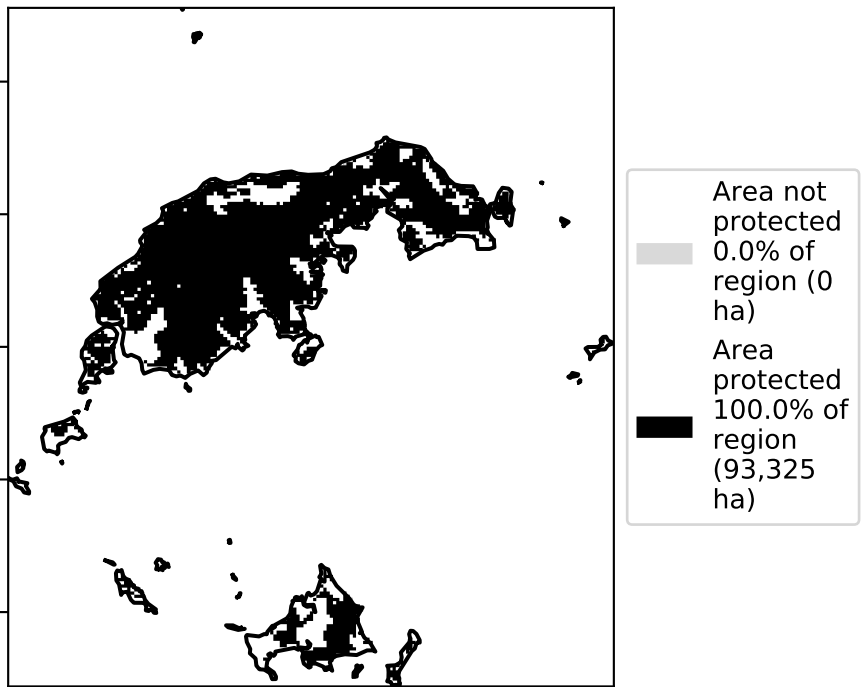 Area not
protected
0.0% of
region (0
ha)
Area
protected
100.0% of
region
(93,325
ha)